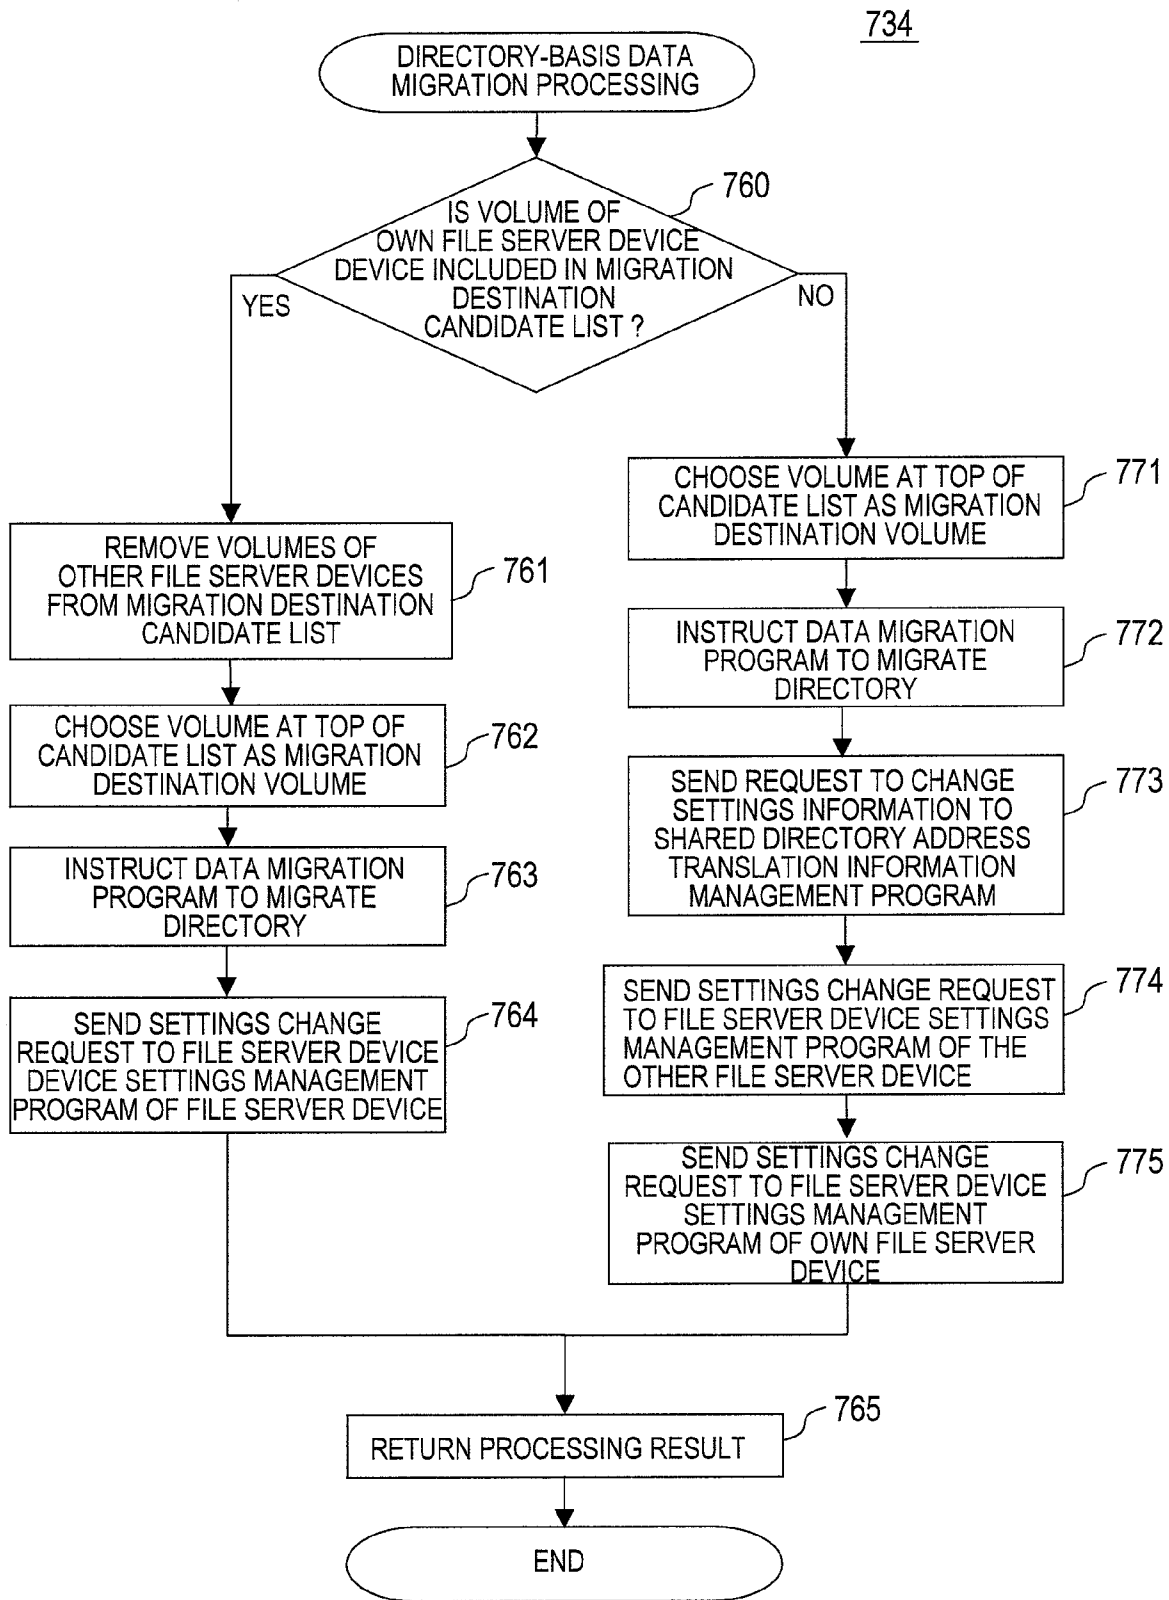 734
DIRECTORY-BASIS DATA
MIGRATION PROCESSING
760
IS VOLUME OF
OWN FILE SERVER DEVICE
DEVICE INCLUDED IN MIGRATION
DESTINATION
CANDIDATE LIST ?
YES
NO
REMOVE VOLUMES OF
OTHER FILE SERVER DEVICES
FROM MIGRATION DESTINATION
CANDIDATE LIST
761
CHOOSE VOLUME AT TOP OF
CANDIDATE LIST AS MIGRATION
DESTINATION VOLUME
762
INSTRUCT DATA MIGRATION
PROGRAM TO MIGRATE
DIRECTORY
763
SEND SETTINGS CHANGE
REQUEST TO FILE SERVER DEVICE
DEVICE SETTINGS MANAGEMENT
PROGRAM OF FILE SERVER DEVICE
764
CHOOSE VOLUME AT TOP OF
CANDIDATE LIST AS MIGRATION
DESTINATION VOLUME
771
INSTRUCT DATA MIGRATION
PROGRAM TO MIGRATE
DIRECTORY
772
SEND REQUEST TO CHANGE
SETTINGS INFORMATION TO
SHARED DIRECTORY ADDRESS
TRANSLATION INFORMATION
MANAGEMENT PROGRAM
773
SEND SETTINGS CHANGE REQUEST
TO FILE SERVER DEVICE SETTINGS
MANAGEMENT PROGRAM OF THE
OTHER FILE SERVER DEVICE
774
SEND SETTINGS CHANGE
REQUEST TO FILE SERVER DEVICE
SETTINGS MANAGEMENT
PROGRAM OF OWN FILE SERVER
DEVICE
775
RETURN PROCESSING RESULT
765
END